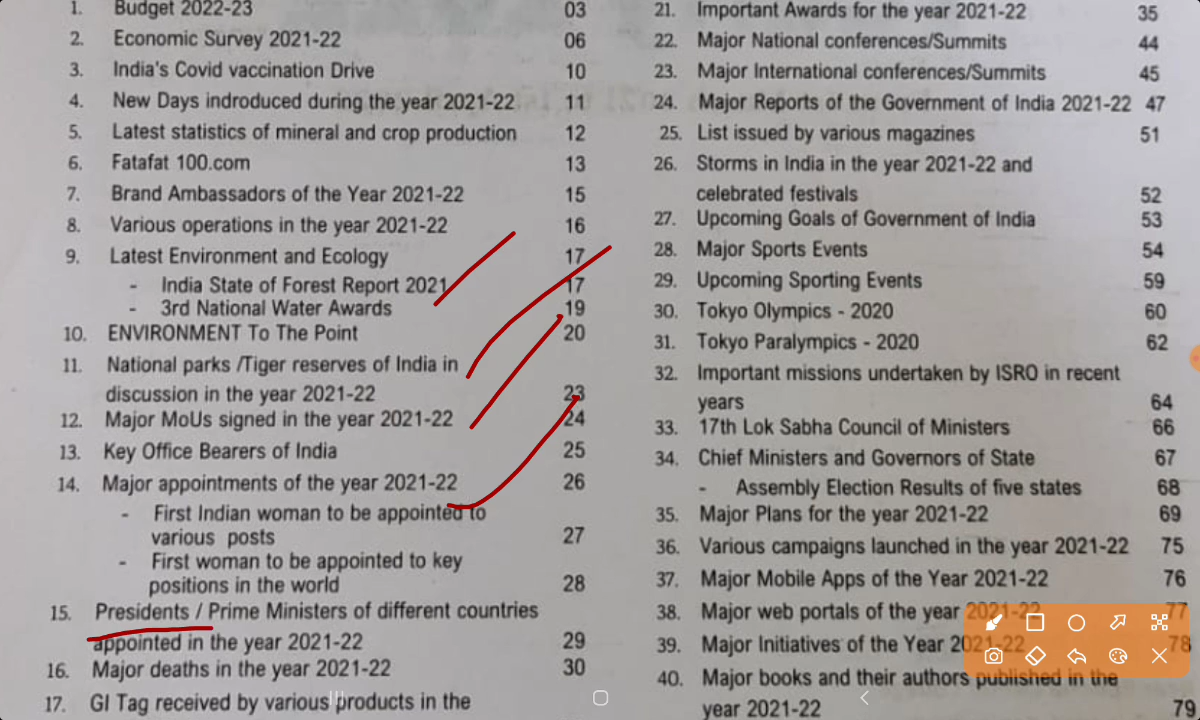 1. Budget 2022-23 03
2. Economic Survey 2021-22 06
3. India's Covid vaccination Drive 10
4. New Days indroduced during the year 2021-22 11
5. Latest statistics of mineral and crop production 12
6. Fatafat 100.com 13
7. Brand Ambassadors of the Year 2021-22 15
8. Various operations in the year 2021-22 16
9. Latest Environment and Ecology 17
- India State of Forest Report 2021 17
- 3rd National Water Awards 19
10. ENVIRONMENT To The Point 20
11. National parks /Tiger reserves of India in
discussion in the year 2021-22 23
12. Major MoUs signed in the year 2021-22 24
13. Key Office Bearers of India 25
14. Major appointments of the year 2021-22 26
- First Indian woman to be appointed to
various posts 27
- First woman to be appointed to key
positions in the world 28
15. Presidents / Prime Ministers of different countries
appointed in the year 2021-22 29
16. Major deaths in the year 2021-22 30
17. GI Tag received by various products in the
21. Important Awards for the year 2021-22 35
22. Major National conferences/Summits 44
23. Major International conferences/Summits 45
24. Major Reports of the Government of India 2021-22 47
25. List issued by various magazines 51
26. Storms in India in the year 2021-22 and
celebrated festivals 52
27. Upcoming Goals of Government of India 53
28. Major Sports Events 54
29. Upcoming Sporting Events 59
30. Tokyo Olympics - 2020 60
31. Tokyo Paralympics - 2020 62
32. Important missions undertaken by ISRO in recent
years 64
33. 17th Lok Sabha Council of Ministers 66
34. Chief Ministers and Governors of State 67
- Assembly Election Results of five states 68
35. Major Plans for the year 2021-22 69
36. Various campaigns launched in the year 2021-22 75
37. Major Mobile Apps of the Year 2021-22 76
38. Major web portals of the year 2021-22 77
39. Major Initiatives of the Year 2021-22 78
40. Major books and their authors published in the
year 2021-22 79